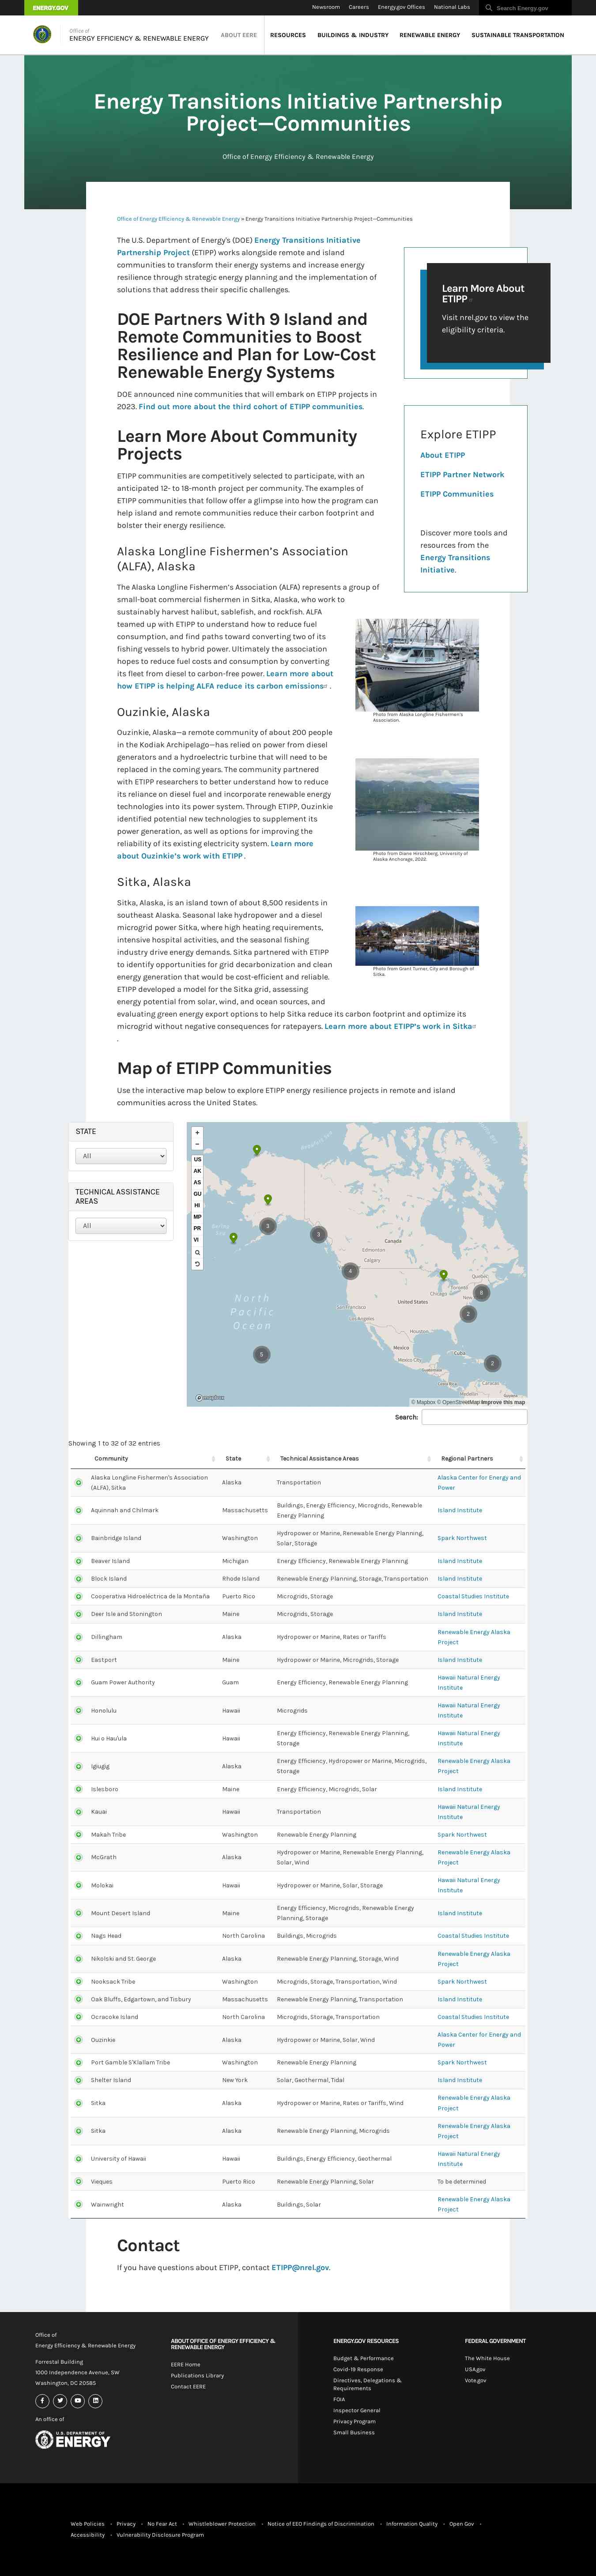 ENERGY.GOV
Newsroom
Careers
Energy.gov Offices
National Labs
Search Energy.gov
Office of
ENERGY EFFICIENCY & RENEWABLE ENERGY
ABOUT EERE
RESOURCES
BUILDINGS & INDUSTRY
RENEWABLE ENERGY
SUSTAINABLE TRANSPORTATION
Energy Transitions Initiative Partnership
Project—Communities
Office of Energy Efficiency & Renewable Energy
Office of Energy Efficiency & Renewable Energy » Energy Transitions Initiative Partnership Project—Communities
The U.S. Department of Energy's (DOE) Energy Transitions Initiative
Partnership Project (ETIPP) works alongside remote and island
communities to transform their energy systems and increase energy
resilience through strategic energy planning and the implementation of
solutions that address their specific challenges.
DOE Partners With 9 Island and
Remote Communities to Boost
Resilience and Plan for Low-Cost
Renewable Energy Systems
DOE announced nine communities that will embark on ETIPP projects in
2023. Find out more about the third cohort of ETIPP communities.
Learn More About Community
Projects
ETIPP communities are competitively selected to participate, with an
anticipated 12- to 18-month project per community. The examples of
ETIPP communities that follow offer a glimpse into how the program can
help island and remote communities reduce their carbon footprint and
bolster their energy resilience.
Alaska Longline Fishermen's Association
(ALFA), Alaska
The Alaska Longline Fishermen's Association (ALFA) represents a group of
small-boat commercial fishermen in Sitka, Alaska, who work to
sustainably harvest halibut, sablefish, and rockfish. ALFA
teamed up with ETIPP to understand how to reduce fuel
consumption, and find paths toward converting two of its
fishing vessels to hybrid power. Ultimately the association
hopes to reduce fuel costs and consumption by converting
its fleet from diesel to carbon-free power. Learn more about
how ETIPP is helping ALFA reduce its carbon emissions .
Photo from Alaska Longline Fishermen's
Association.
Ouzinkie, Alaska
Ouzinkie, Alaska—a remote community of about 200 people
in the Kodiak Archipelago—has relied on power from diesel
generators and a hydroelectric turbine that will need to be
replaced in the coming years. The community partnered
with ETIPP researchers to better understand how to reduce
its reliance on diesel fuel and incorporate renewable energy
technologies into its power system. Through ETIPP, Ouzinkie
identified potential new technologies to supplement its
power generation, as well as options for improving the
reliability of its existing electricity system. Learn more
about Ouzinkie's work with ETIPP .
Photo from Diane Hirschberg, University of
Alaska Anchorage, 2022.
Sitka, Alaska
Sitka, Alaska, is an island town of about 8,500 residents in
southeast Alaska. Seasonal lake hydropower and a diesel
microgrid power Sitka, where high heating requirements,
intensive hospital activities, and the seasonal fishing
industry drive energy demands. Sitka partnered with ETIPP
to identify opportunities for grid decarbonization and clean
energy growth that would be cost-efficient and reliable.
ETIPP developed a model for the Sitka grid, assessing
energy potential from solar, wind, and ocean sources, and
evaluating green energy export options to help Sitka reduce its carbon footprint and optimize its
microgrid without negative consequences for ratepayers. Learn more about ETIPP's work in Sitka
.
Photo from Grant Turner, City and Borough of
Sitka.
Learn More About
ETIPP
Visit nrel.gov to view the
eligibility criteria.
Explore ETIPP
About ETIPP
ETIPP Partner Network
ETIPP Communities
Discover more tools and
resources from the
Energy Transitions
Initiative.
Map of ETIPP Communities
Use the interactive map below to explore ETIPP energy resilience projects in remote and island
communities across the United States.
STATE
All
TECHNICAL ASSISTANCE
AREAS
All
+
−
US
AK
AS
GU
HI
MP
PR
VI
Beaufort Sea
Bering
Sea
3
3
4
8
2
2
5
Canada
Edmonton
Calgary
Quebec
Toronto
Chicago
New
San Francisco
United States
Los Angeles
Houston
Mexico
Mexico City
Cuba
Guatemala
Caracas
Medellín
North
Pacific
Ocean
mapbox
© Mapbox © OpenStreetMap Improve this map
Search:
Showing 1 to 32 of 32 entries
Community State Technical Assistance Areas Regional Partners
Alaska Longline Fishermen's Association
(ALFA), Sitka
Alaska Transportation
Alaska Center for Energy and
Power
Aquinnah and Chilmark Massachusetts
Buildings, Energy Efficiency, Microgrids, Renewable
Energy Planning
Island Institute
Bainbridge Island Washington
Hydropower or Marine, Renewable Energy Planning,
Solar, Storage
Spark Northwest
Beaver Island Michigan Energy Efficiency, Renewable Energy Planning Island Institute
Block Island Rhode Island Renewable Energy Planning, Storage, Transportation Island Institute
Cooperativa Hidroeléctrica de la Montaña Puerto Rico Microgrids, Storage Coastal Studies Institute
Deer Isle and Stonington Maine Microgrids, Storage Island Institute
Dillingham Alaska Hydropower or Marine, Rates or Tariffs
Renewable Energy Alaska
Project
Eastport Maine Hydropower or Marine, Microgrids, Storage Island Institute
Guam Power Authority Guam Energy Efficiency, Renewable Energy Planning
Hawaii Natural Energy
Institute
Honolulu Hawaii Microgrids
Hawaii Natural Energy
Institute
Hui o Hau'ula Hawaii
Energy Efficiency, Renewable Energy Planning,
Storage
Hawaii Natural Energy
Institute
Igiugig Alaska
Energy Efficiency, Hydropower or Marine, Microgrids,
Storage
Renewable Energy Alaska
Project
Islesboro Maine Energy Efficiency, Microgrids, Solar Island Institute
Kauai Hawaii Transportation
Hawaii Natural Energy
Institute
Makah Tribe Washington Renewable Energy Planning Spark Northwest
McGrath Alaska
Hydropower or Marine, Renewable Energy Planning,
Solar, Wind
Renewable Energy Alaska
Project
Molokai Hawaii Hydropower or Marine, Solar, Storage
Hawaii Natural Energy
Institute
Mount Desert Island Maine
Energy Efficiency, Microgrids, Renewable Energy
Planning, Storage
Island Institute
Nags Head North Carolina Buildings, Microgrids Coastal Studies Institute
Nikolski and St. George Alaska Renewable Energy Planning, Storage, Wind
Renewable Energy Alaska
Project
Nooksack Tribe Washington Microgrids, Storage, Transportation, Wind Spark Northwest
Oak Bluffs, Edgartown, and Tisbury Massachusetts Renewable Energy Planning, Transportation Island Institute
Ocracoke Island North Carolina Microgrids, Storage, Transportation Coastal Studies Institute
Ouzinkie Alaska Hydropower or Marine, Solar, Wind
Alaska Center for Energy and
Power
Port Gamble S'Klallam Tribe Washington Renewable Energy Planning Spark Northwest
Shelter Island New York Solar, Geothermal, Tidal Island Institute
Sitka Alaska Hydropower or Marine, Rates or Tariffs, Wind
Renewable Energy Alaska
Project
Sitka Alaska Renewable Energy Planning, Microgrids
Renewable Energy Alaska
Project
University of Hawaii Hawaii Buildings, Energy Efficiency, Geothermal
Hawaii Natural Energy
Institute
Vieques Puerto Rico Renewable Energy Planning, Solar To be determined
Wainwright Alaska Buildings, Solar
Renewable Energy Alaska
Project
Contact
If you have questions about ETIPP, contact ETIPP@nrel.gov.
Office of
Energy Efficiency & Renewable Energy
Forrestal Building
1000 Independence Avenue, SW
Washington, DC 20585
An office of
U.S. DEPARTMENT OF
ENERGY
ABOUT OFFICE OF ENERGY EFFICIENCY &
RENEWABLE ENERGY
EERE Home
Publications Library
Contact EERE
ENERGY.GOV RESOURCES
Budget & Performance
Covid-19 Response
Directives, Delegations &
Requirements
FOIA
Inspector General
Privacy Program
Small Business
FEDERAL GOVERNMENT
The White House
USA.gov
Vote.gov
Web Policies • Privacy • No Fear Act • Whistleblower Protection • Notice of EEO Findings of Discrimination • Information Quality • Open Gov •
Accessibility • Vulnerability Disclosure Program